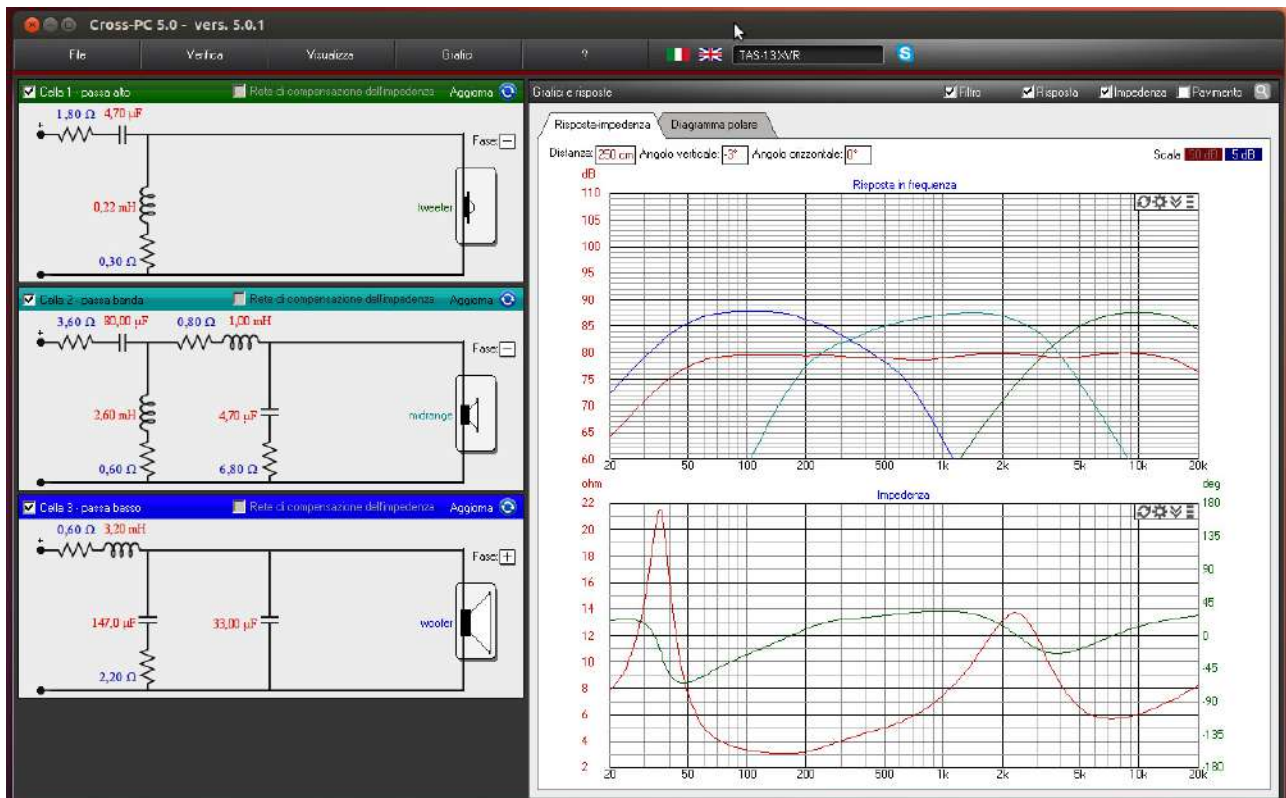 Cross-PC 5.0 - vers. 5.0.1
File Verifica Visualizza Grafici ? TAS-13XVR
Cella 1 - passa alto Rete di compensazione dell'impedenza Aggiorna
1,80 Ω 4,70 µF
+
Fase: −
0,22 mH
tweeter
0,30 Ω
Cella 2 - passa banda Rete di compensazione dell'impedenza Aggiorna
3,60 Ω 80,00 µF 0,80 Ω 1,00 mH
+
Fase: −
2,60 mH 4,70 µF
midrange
0,60 Ω 6,80 Ω
Cella 3 - passa basso Rete di compensazione dell'impedenza Aggiorna
0,60 Ω 3,20 mH
+
Fase: +
147,0 µF 33,00 µF woofer
2,20 Ω
Grafici e risposte Filtro Risposta Impedenza Pavimento
Risposta-impedenza Diagramma polare
Distanza: 250 cm Angolo verticale: -3° Angolo orizzontale: 0° Scala 50 dB 5 dB
dB
Risposta in frequenza
110
105
100
95
90
85
80
75
70
65
60
20 50 100 200 500 1k 2k 5k 10k 20k
ohm Impedenza deg
22 180
20 135
18
16 90
14 45
12 0
10 -45
8 -90
6
4 -135
2 -180
20 50 100 200 500 1k 2k 5k 10k 20k